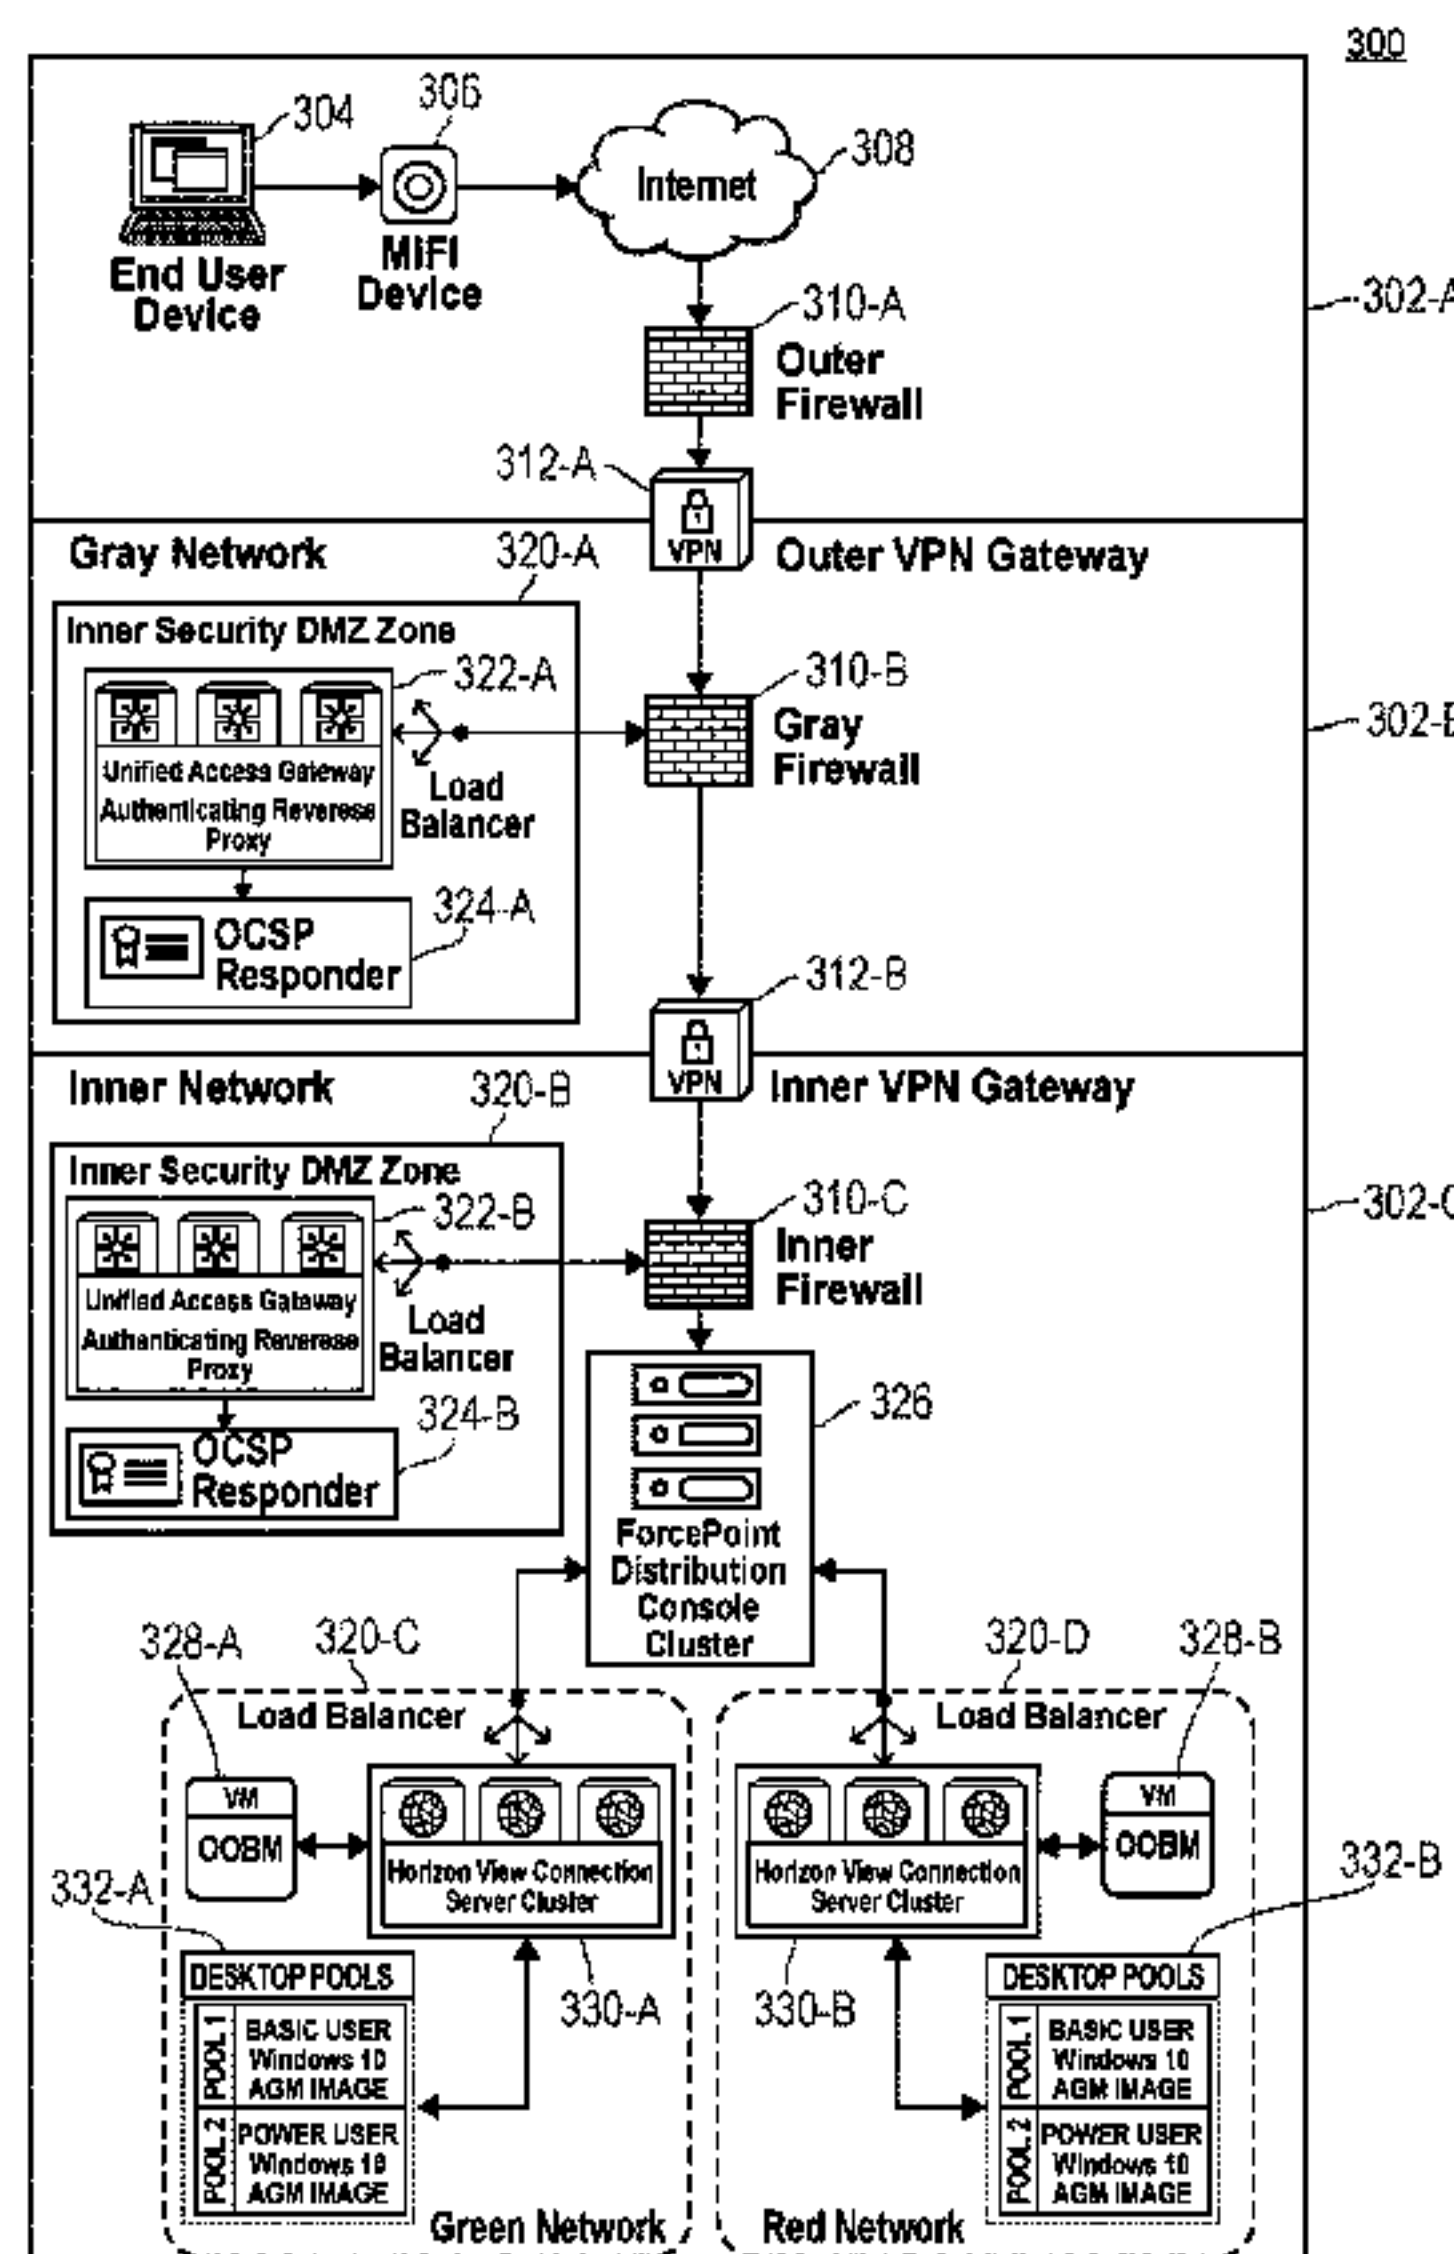 300
304
306
Internet
308
End User
Device
MIFI
Device
302-A
310-A
Outer
Firewall
312-A
VPN
Gray Network
320-A
Outer VPN Gateway
Inner Security DMZ Zone
322-A
310-B
Gray
Firewall
302-B
Unified Access Gateway
Authenticating Reverese
Proxy
Load
Balancer
324-A
OCSP
Responder
312-B
VPN
Inner Network
320-B
Inner VPN Gateway
Inner Security DMZ Zone
322-B
310-C
Inner
Firewall
302-C
Unified Access Gateway
Authenticating Reverese
Proxy
Load
Balancer
324-B
OCSP
Responder
326
ForcePoint
Distribution
Console
Cluster
328-A
320-C
320-D
328-B
Load Balancer
Load Balancer
VM
OOBM
Horizon View Connection
Server Cluster
Horizon View Connection
Server Cluster
VM
OOBM
332-A
332-B
330-A
330-B
DESKTOP POOLS
POOL 1
BASIC USER
Windows 10
AGM IMAGE
POOL 2
POWER USER
Windows 10
AGM IMAGE
Green Network
DESKTOP POOLS
POOL 1
BASIC USER
Windows 10
AGM IMAGE
POOL 2
POWER USER
Windows 10
AGM IMAGE
Red Network